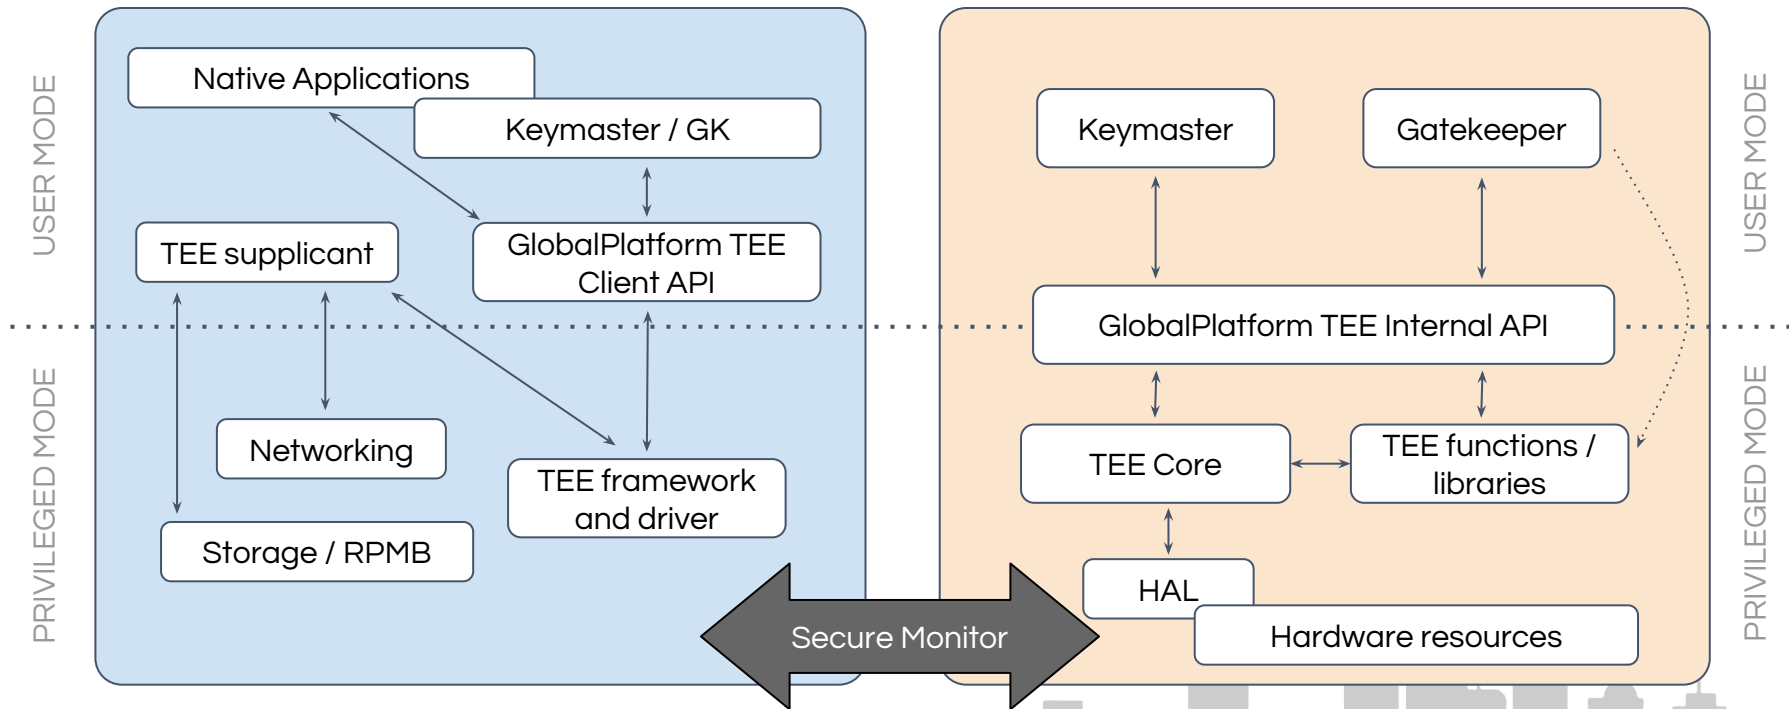 USER MODE
Native Applications
Keymaster / GK
TEE supplicant
GlobalPlatform TEE
Client API
PRIVILEGED MODE
Networking
TEE framework
and driver
Storage / RPMB
Secure Monitor
Keymaster
Gatekeeper
USER MODE
GlobalPlatform TEE Internal API
TEE Core
TEE functions /
libraries
PRIVILEGED MODE
HAL
Hardware resources